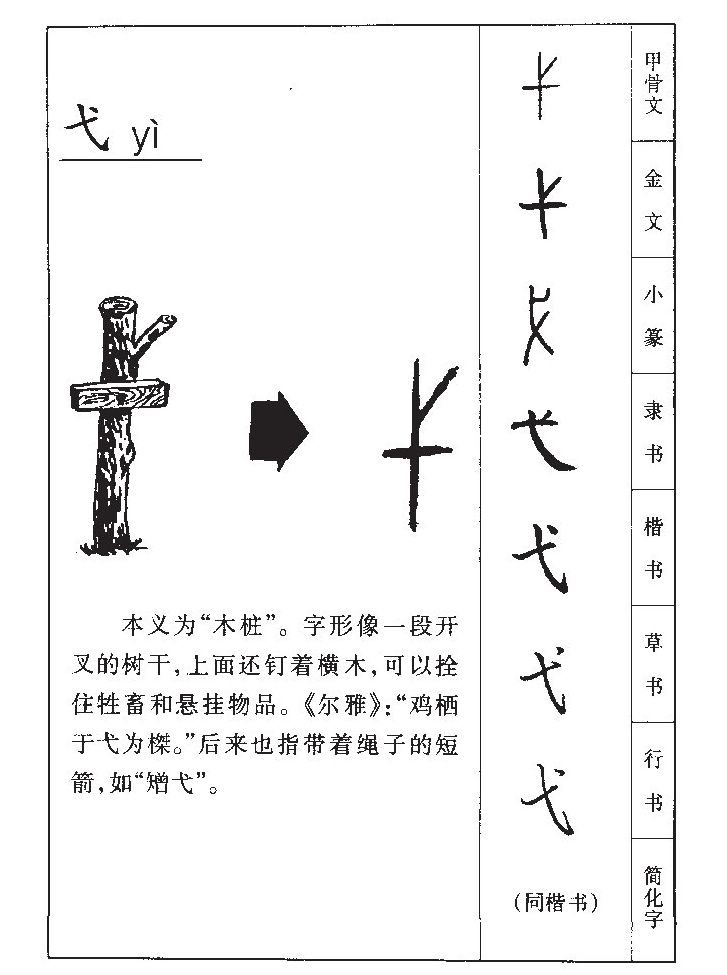 弋 yì
本义为“木桩”。字形像一段开
叉的树干，上面还钉着横木，可以拴
住牲畜和悬挂物品。《尔雅》：“鸡栖
于弋为榤。”后来也指带着绳子的短
箭，如“矰弋”。
甲骨文
金文
小篆
隶书
弋
楷书
弋
草书
弋
行书
弋
简化字
（同楷书）